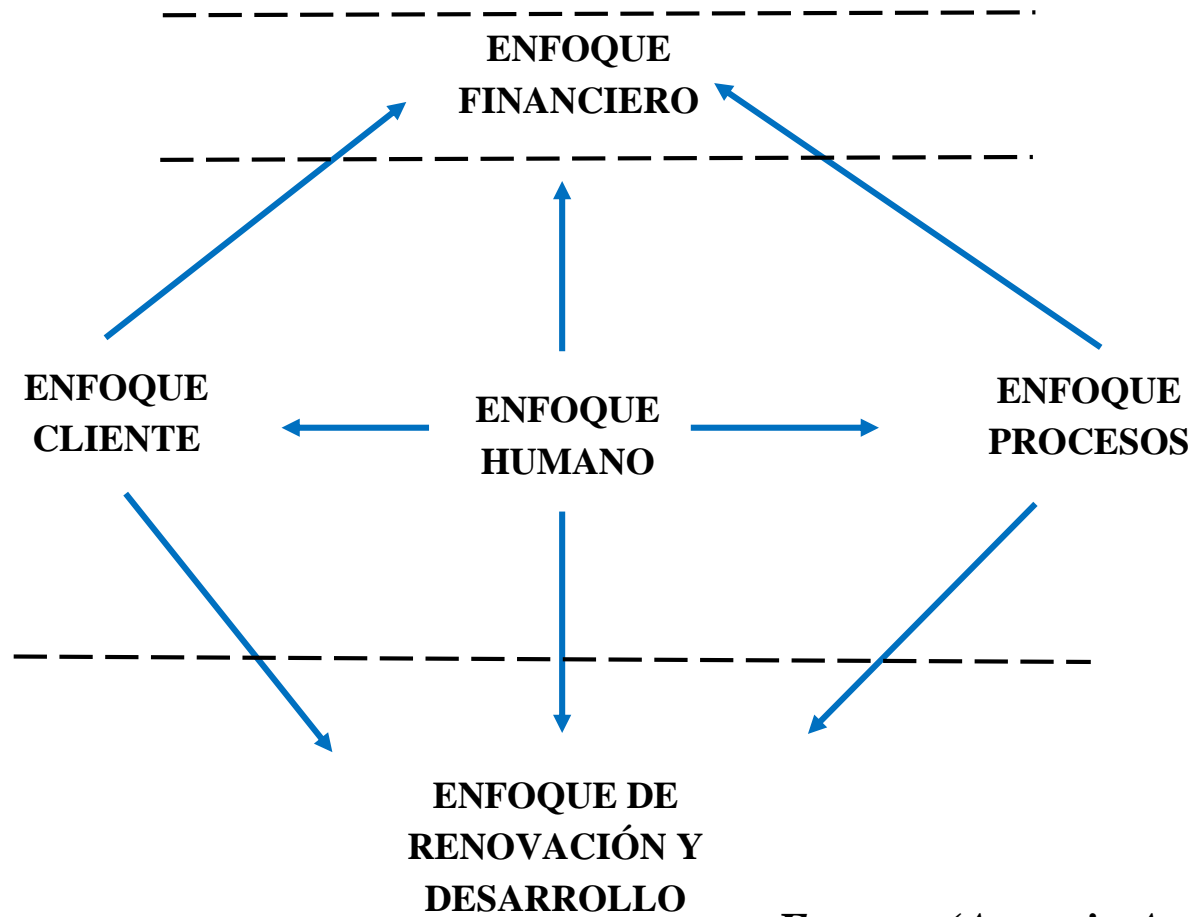 ENFOQUE
FINANCIERO
ENFOQUE
CLIENTE
ENFOQUE
HUMANO
ENFOQUE
PROCESOS
ENFOQUE DE
RENOVACIÓN Y
DESARROLLO